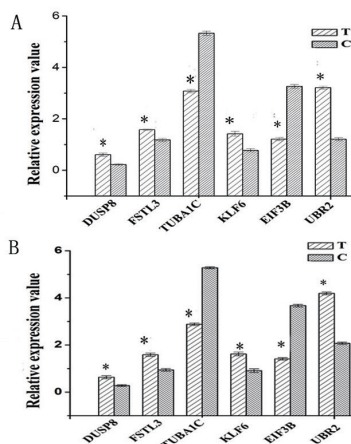 A
Relative expression value
6
4
2
0
T
C
* * * * * *
DUSP8 FSTL3 TUBA1C KLF6 EIF3B UBR2
B
Relative expression value
6
4
2
0
T
C
* * * * * *
DUSP8 FSTL3 TUBA1C KLF6 EIF3B UBR2